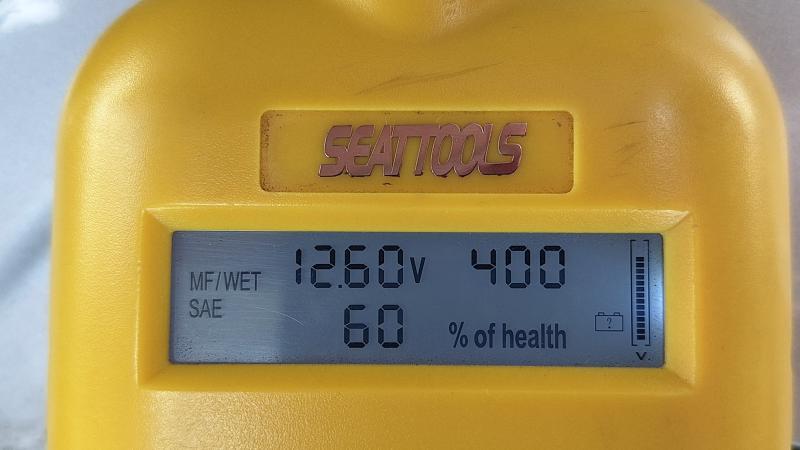 SEATTOOLS
MF/WET 12.60V 400
SAE 60 % of health
?
V.